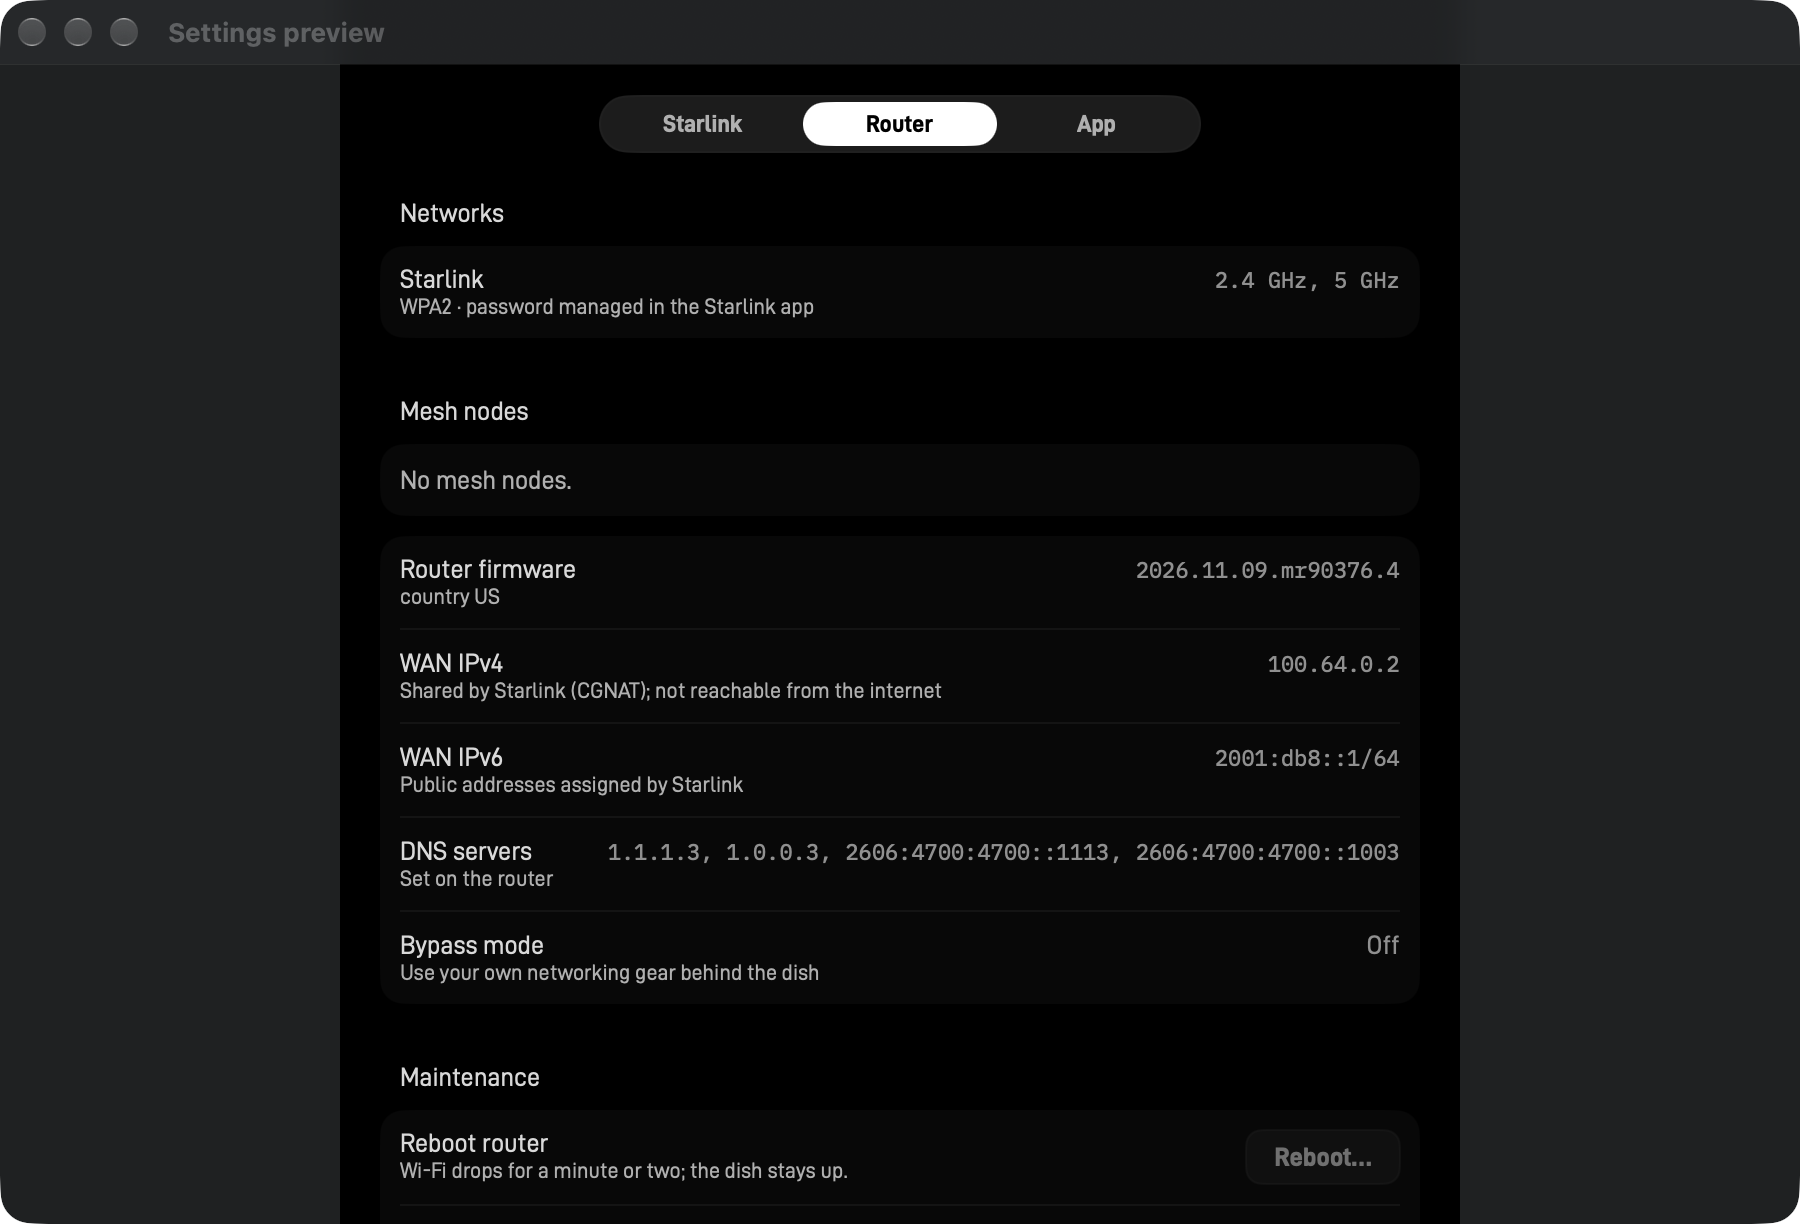 Settings preview
Starlink
Router
App
Networks
Starlink
2.4 GHz, 5 GHz
WPA2 · password managed in the Starlink app
Mesh nodes
No mesh nodes.
Router firmware
2026.11.09.mr90376.4
country US
WAN IPv4
100.64.0.2
Shared by Starlink (CGNAT); not reachable from the internet
WAN IPv6
2001:db8::1/64
Public addresses assigned by Starlink
DNS servers
1.1.1.3, 1.0.0.3, 2606:4700:4700::1113, 2606:4700:4700::1003
Set on the router
Bypass mode
Off
Use your own networking gear behind the dish
Maintenance
Reboot router
Reboot...
Wi-Fi drops for a minute or two; the dish stays up.